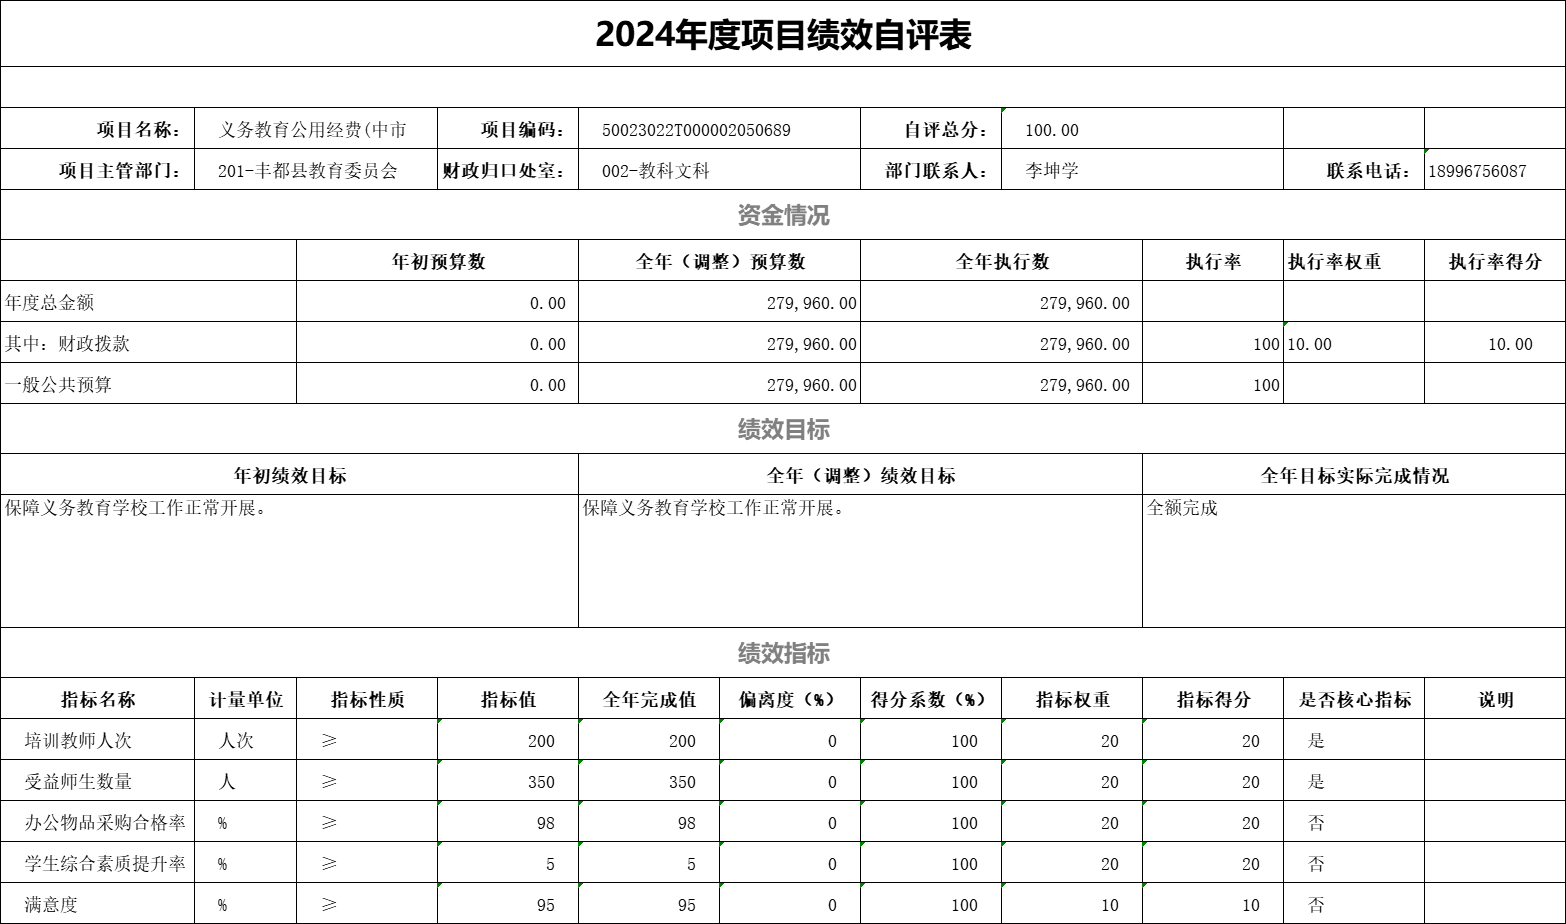 2024年度项目绩效自评表
项目名称： 义务教育公用经费(中市 项目编码： 50023022T000002050689 自评总分： 100.00
项目主管部门： 201-丰都县教育委员会 财政归口处室： 002-教科文科 部门联系人： 李坤学 联系电话： 18996756087
资金情况
年初预算数 全年（调整）预算数 全年执行数 执行率 执行率权重 执行率得分
年度总金额 0.00 279,960.00 279,960.00
其中：财政拨款 0.00 279,960.00 279,960.00 100 10.00 10.00
一般公共预算 0.00 279,960.00 279,960.00 100
绩效目标
年初绩效目标 全年（调整）绩效目标 全年目标实际完成情况
保障义务教育学校工作正常开展。 保障义务教育学校工作正常开展。 全额完成
绩效指标
指标名称 计量单位 指标性质 指标值 全年完成值 偏离度（%） 得分系数（%） 指标权重 指标得分 是否核心指标 说明
培训教师人次 人次 ≥ 200 200 0 100 20 20 是
受益师生数量 人 ≥ 350 350 0 100 20 20 是
办公物品采购合格率 % ≥ 98 98 0 100 20 20 否
学生综合素质提升率 % ≥ 5 5 0 100 20 20 否
满意度 % ≥ 95 95 0 100 10 10 否